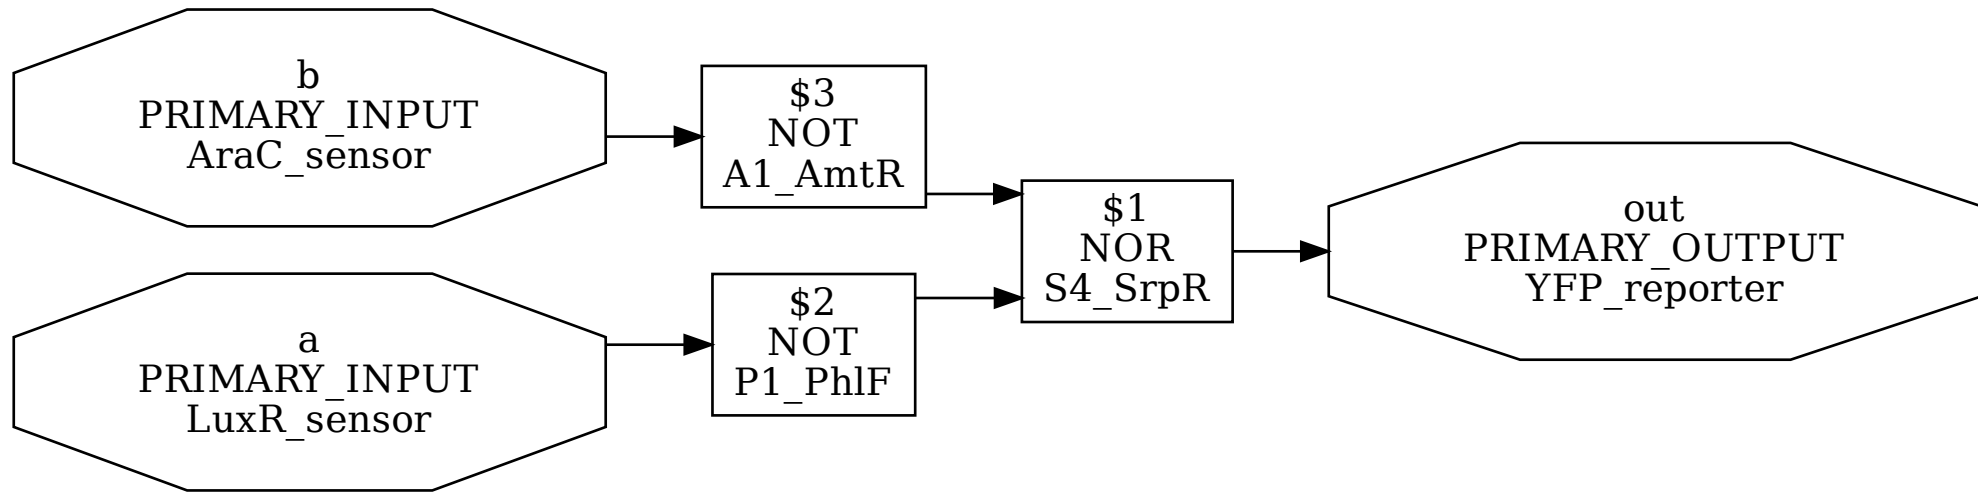 b
PRIMARY_INPUT
AraC_sensor
a
PRIMARY_INPUT
LuxR_sensor
$3
NOT
A1_AmtR
$2
NOT
P1_PhlF
$1
NOR
S4_SrpR
out
PRIMARY_OUTPUT
YFP_reporter